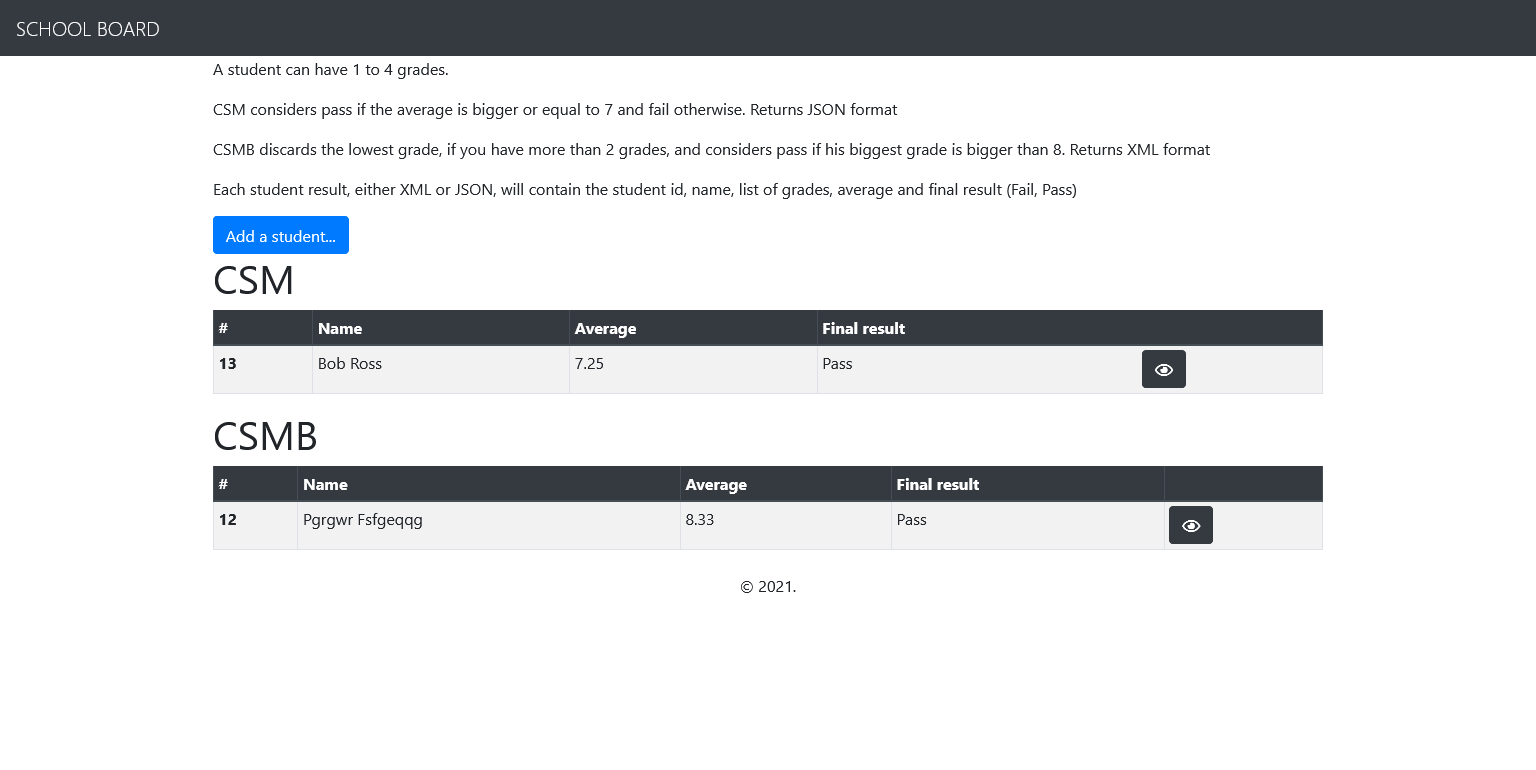 SCHOOL BOARD
A student can have 1 to 4 grades.
CSM considers pass if the average is bigger or equal to 7 and fail otherwise. Returns JSON format
CSMB discards the lowest grade, if you have more than 2 grades, and considers pass if his biggest grade is bigger than 8. Returns XML format
Each student result, either XML or JSON, will contain the student id, name, list of grades, average and final result (Fail, Pass)
Add a student...
CSM
# Name Average Final result
13 Bob Ross 7.25 Pass
CSMB
# Name Average Final result
12 Pgrgwr Fsfgeqqg 8.33 Pass
© 2021.